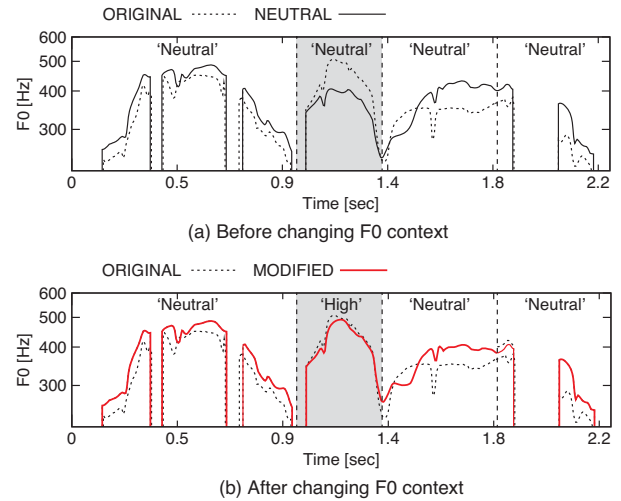 ORIGINAL NEUTRAL
600
500
400
300
F0 [Hz]
‘Neutral’ ‘Neutral’ ‘Neutral’ ‘Neutral’
0 0.5 0.9 1.4 1.8 2.2
Time [sec]
(a) Before changing F0 context
ORIGINAL MODIFIED
600
500
400
300
F0 [Hz]
‘Neutral’ ‘High’ ‘Neutral’ ‘Neutral’
0 0.5 0.9 1.4 1.8 2.2
Time [sec]
(b) After changing F0 context